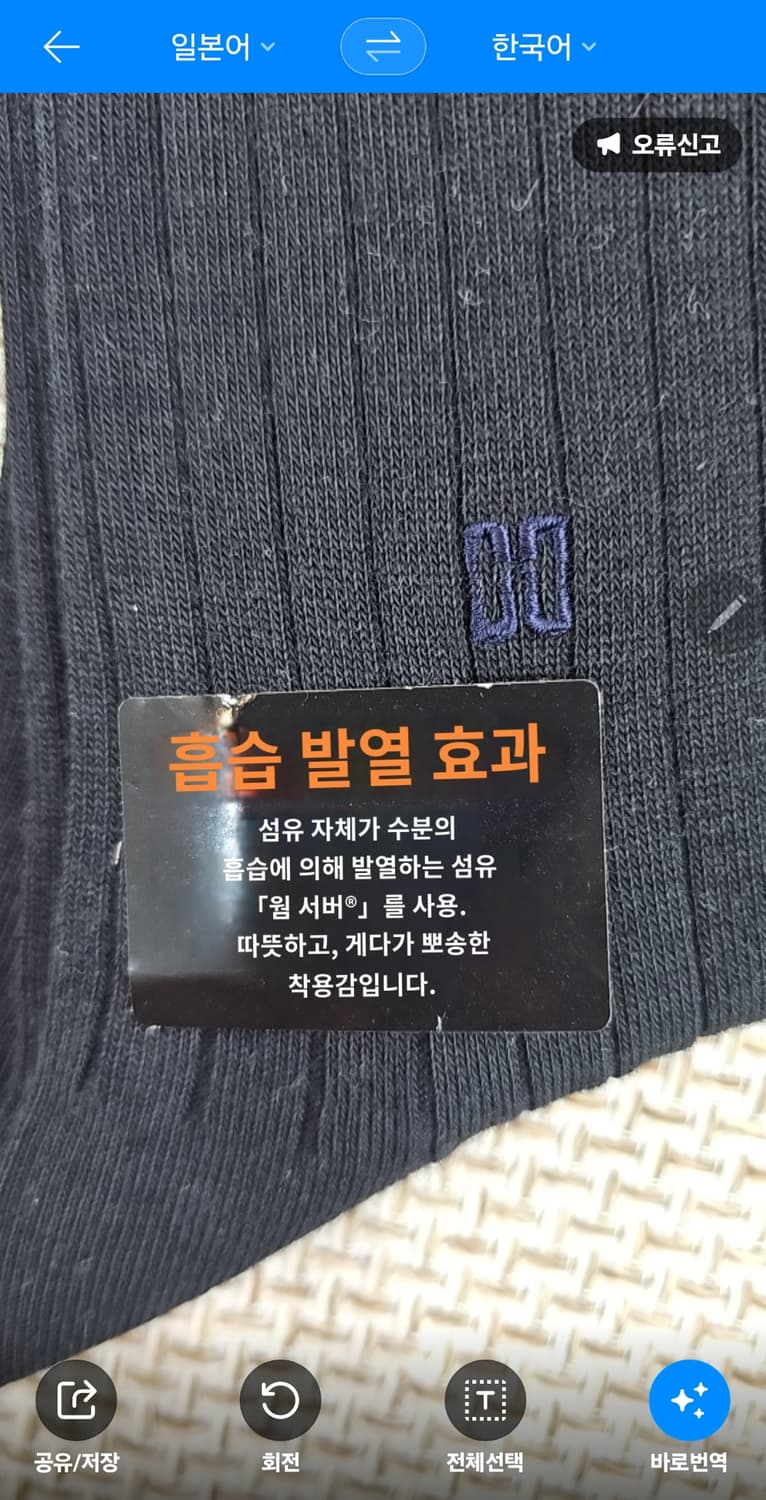 일본어
한국어
오류신고
흡습 발열 효과
섬유 자체가 수분의
흡습에 의해 발열하는 섬유
「웜 서버®」를 사용.
따뜻하고, 게다가 뽀송한
착용감입니다.
공유/저장
회전
T
전체선택
바로번역